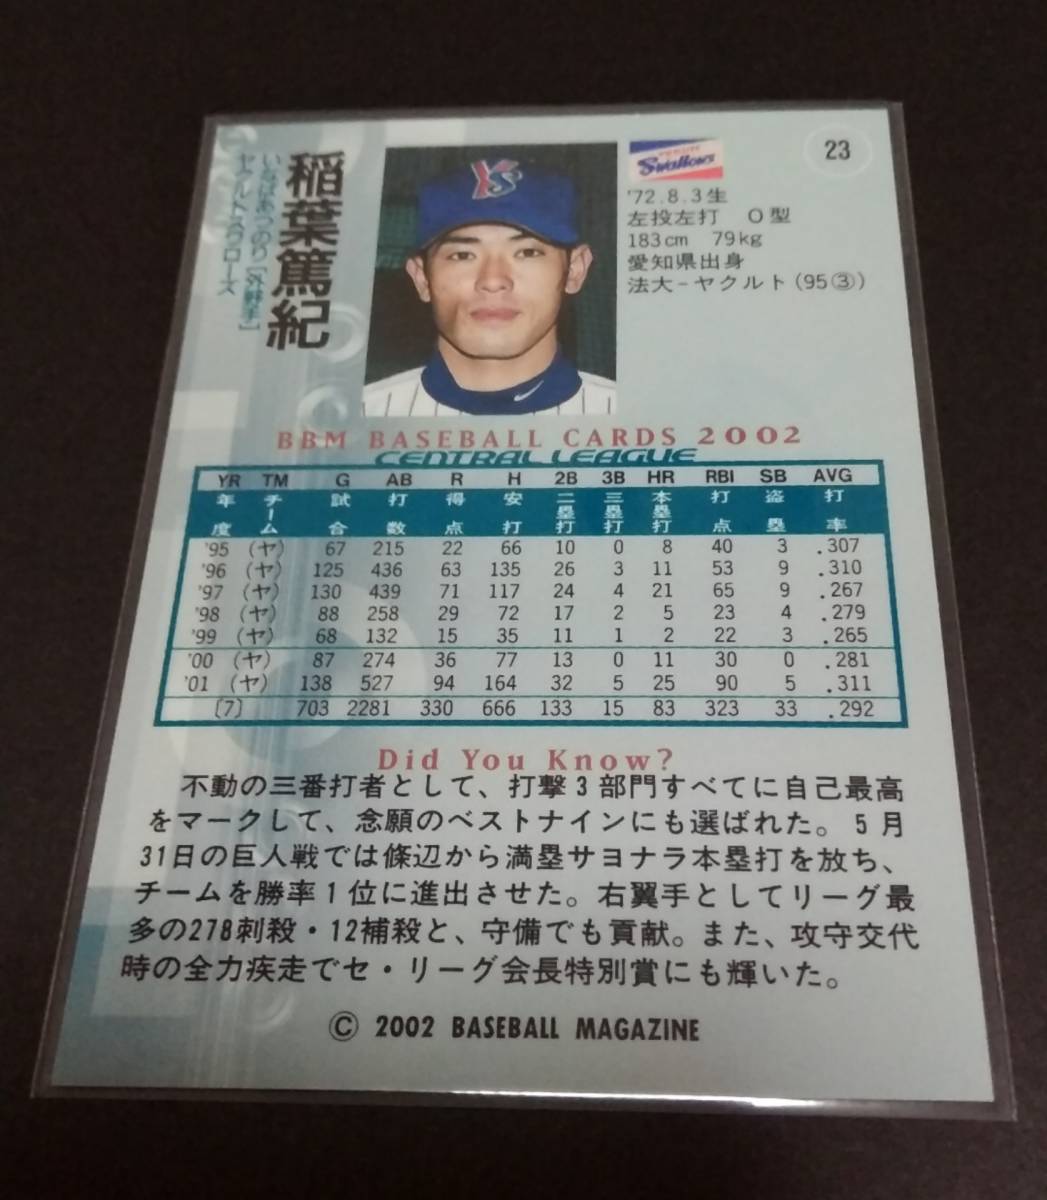 23
稲葉篤紀
いなばあつのり [外野手]
ヤクルトスワローズ
YS
YAKULT
Swallows
'72.8.3生
左投左打 O型
183cm 79kg
愛知県出身
法大-ヤクルト(95③)
BBM BASEBALL CARDS 2002
CENTRAL LEAGUE
YR TM G AB R H 2B 3B HR RBI SB AVG
年度 チーム 試合 打数 得点 安打 二塁打 三塁打 本塁打 打点 盗塁 打率
'95 (ヤ) 67 215 22 66 10 0 8 40 3 .307
'96 (ヤ) 125 436 63 135 26 3 11 53 9 .310
'97 (ヤ) 130 439 71 117 24 4 21 65 9 .267
'98 (ヤ) 88 258 29 72 17 2 5 23 4 .279
'99 (ヤ) 68 132 15 35 11 1 2 22 3 .265
'00 (ヤ) 87 274 36 77 13 0 11 30 0 .281
'01 (ヤ) 138 527 94 164 32 5 25 90 5 .311
[7] 703 2281 330 666 133 15 83 323 33 .292
Did You Know?
不動の三番打者として、打撃3部門すべてに自己最高
をマークして、念願のベストナインにも選ばれた。5月
31日の巨人戦では條辺から満塁サヨナラ本塁打を放ち、
チームを勝率1位に進出させた。右翼手としてリーグ最
多の278刺殺・12補殺と、守備でも貢献。また、攻守交代
時の全力疾走でセ・リーグ会長特別賞にも輝いた。
© 2002 BASEBALL MAGAZINE